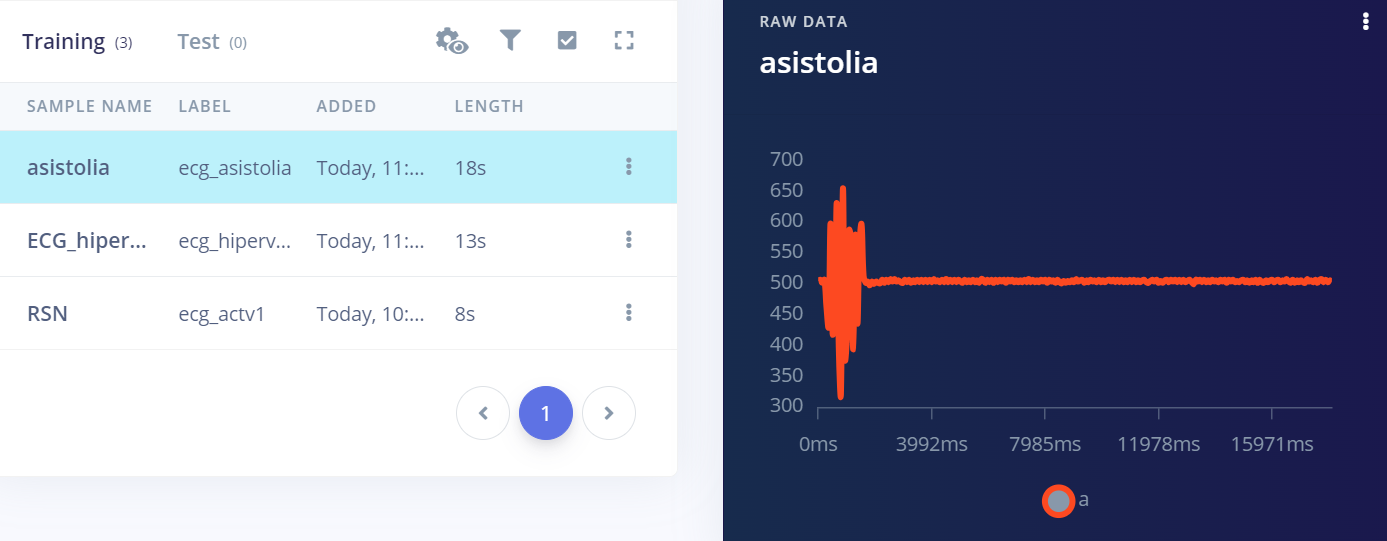 Training (3) Test (0)
SAMPLE NAME LABEL ADDED LENGTH
asistolia ecg_asistolia Today, 11:... 18s
ECG_hiper... ecg_hiperv... Today, 11:... 13s
RSN ecg_actv1 Today, 10:... 8s
1
RAW DATA
asistolia
700
650
600
550
500
450
400
350
300
0ms 3992ms 7985ms 11978ms 15971ms
a